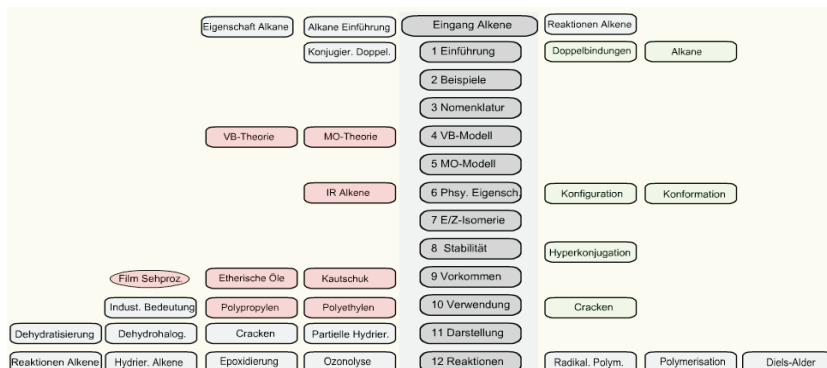 Eigenschaft Alkane Alkane Einführung Eingang Alkene Reaktionen Alkene
Konjugier. Doppel. 1 Einführung Doppelbindungen Alkane
2 Beispiele
3 Nomenklatur
VB-Theorie MO-Theorie 4 VB-Modell
5 MO-Modell
IR Alkene 6 Phsy. Eigensch. Konfiguration Konformation
7 E/Z-Isomerie
8 Stabilität Hyperkonjugation
Film Sehproz. Etherische Öle Kautschuk 9 Vorkommen
Indust. Bedeutung Polypropylen Polyethylen 10 Verwendung Cracken
Dehydratisierung Dehydrohalog. Cracken Partielle Hydrier. 11 Darstellung
Reaktionen Alkene Hydrier. Alkene Epoxidierung Ozonolyse 12 Reaktionen Radikal. Polym. Polymerisation Diels-Alder